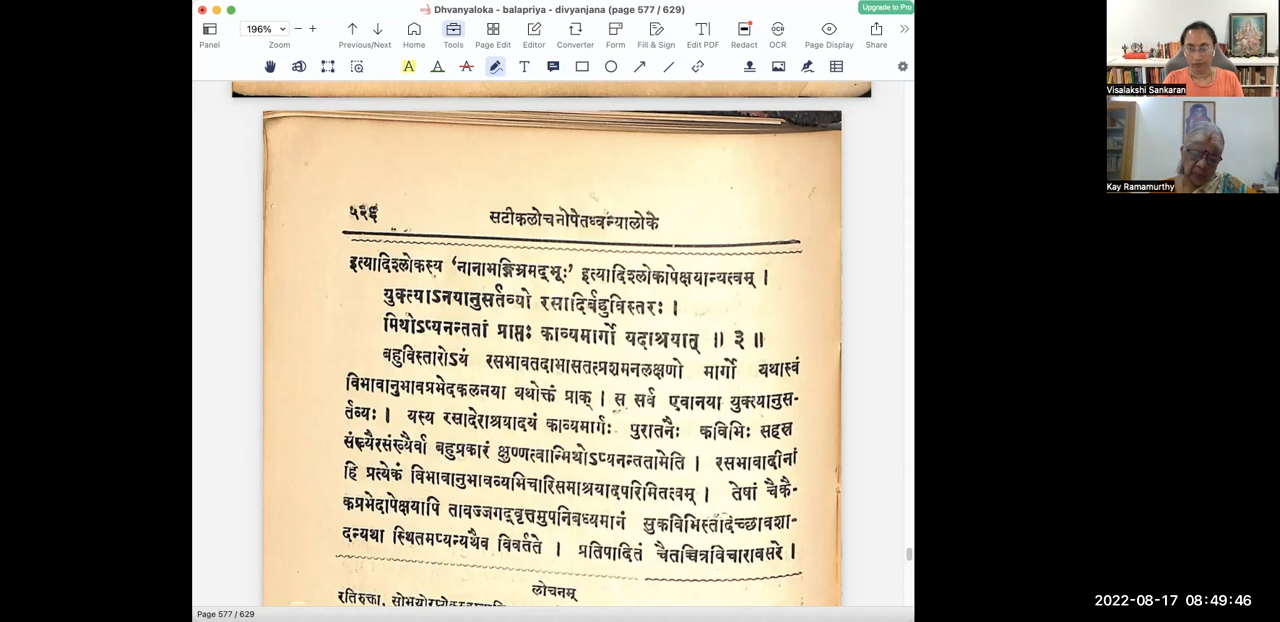 Dhvanyaloka - balapriya - divyanjana (page 577 / 629)
Upgrade to Pro
Panel
196%
Zoom
Previous/Next
Home
Tools
Page Edit
Editor
Converter
Form
Fill & Sign
Edit PDF
Redact
OCR
Page Display
Share
५२६
सटीकलोचनोपेतध्वन्यालोके
इत्यादिश्लोकस्य ‘नानाभङ्गिभ्रमद्भ्रूः’ इत्यादिश्लोकापेक्षयान्यत्वम् ।
युक्त्याऽनयानुसर्तव्यो रसादिर्बहुविस्तरः ।
मिथोऽप्यनन्ततां प्राप्तः काव्यमार्गो यदाश्रयात् ॥ ३ ॥
बहुविस्तारोऽयं रसभावतदाभासतत्प्रशमनलक्षणो मार्गो यथास्वं
विभावानुभावप्रभेदकलनया यथोक्तं प्राक् । स सर्व एवानया युक्त्यानुस-
र्तव्यः । यस्य रसादेराश्रयादयं काव्यमार्गः पुरातनैः कविभिः सहस्र
संख्यैरसंख्यैर्वा बहुप्रकारं क्षुण्णत्वान्मिथोऽप्यनन्ततामेति । रसभावादीनां
हि प्रत्येकं विभावानुभावव्यभिचारिसमाश्रयादपरिमितत्वम् । तेषां चैकै-
कप्रभेदापेक्षयापि तावज्जगद्वृत्तमुपनिबध्यमानं सुकविभिस्तदिच्छावशा-
दन्यथा स्थितमप्यन्यथैव विवर्तते । प्रतिपादितं चैतच्चित्रविचारावसरे ।
लोचनम्
Page 577 / 629
Visalakshi Sankaran
Kay Ramamurthy
2022-08-17 08:49:46